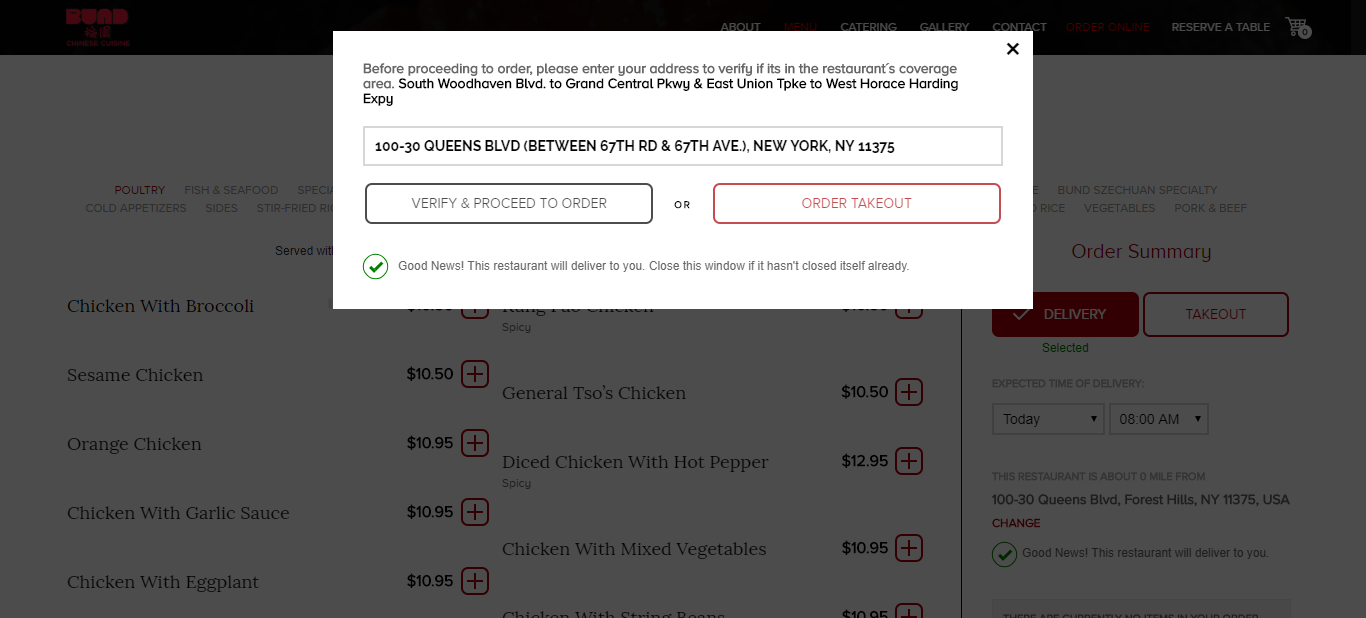 BUND
CHINESE CUISINE
ABOUT MENU CATERING GALLERY CONTACT ORDER ONLINE RESERVE A TABLE 0
Before proceeding to order, please enter your address to verify if its in the restaurant´s coverage
area. South Woodhaven Blvd. to Grand Central Pkwy & East Union Tpke to West Horace Harding
Expy
100-30 QUEENS BLVD (BETWEEN 67TH RD & 67TH AVE.), NEW YORK, NY 11375
VERIFY & PROCEED TO ORDER
OR
ORDER TAKEOUT
Good News! This restaurant will deliver to you. Close this window if it hasn't closed itself already.
POULTRY FISH & SEAFOOD BUND SZECHUAN SPECIALTY
COLD APPETIZERS SIDES STIR-FRIED RICE VEGETABLES PORK & BEEF
Served
Chicken With Broccoli
Sesame Chicken $10.50
Orange Chicken $10.95
Chicken With Garlic Sauce $10.95
Chicken With Eggplant $10.95
Kung Pao Chicken
Spicy
General Tso’s Chicken $10.50
Diced Chicken With Hot Pepper $12.95
Spicy
Chicken With Mixed Vegetables $10.95
Chicken With String Beans $10.95
Order Summary
DELIVERY
Selected
TAKEOUT
EXPECTED TIME OF DELIVERY:
Today 08:00 AM
THIS RESTAURANT IS ABOUT 0 MILE FROM
100-30 Queens Blvd, Forest Hills, NY 11375, USA
CHANGE
Good News! This restaurant will deliver to you.
THERE ARE CURRENTLY NO ITEMS IN YOUR ORDER